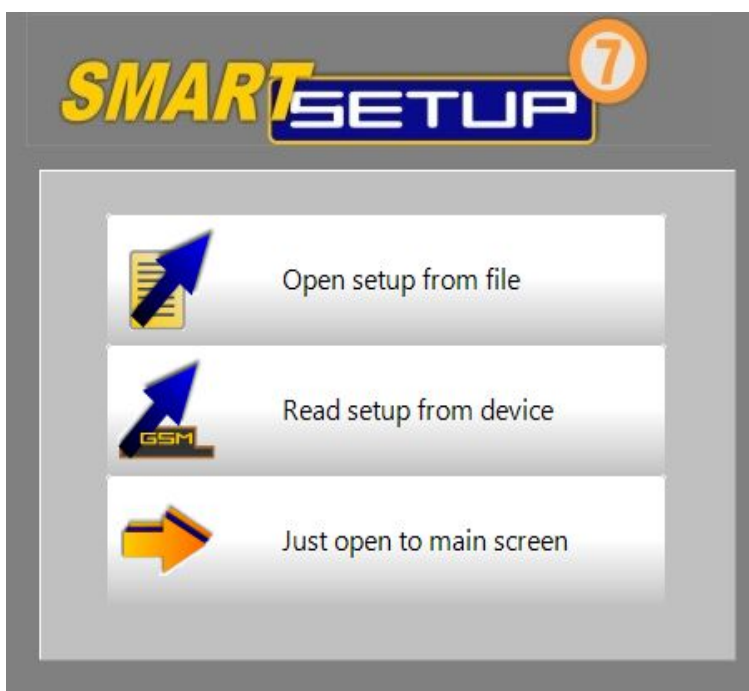 7
SMART SETUP
Open setup from file
GSM
Read setup from device
Just open to main screen